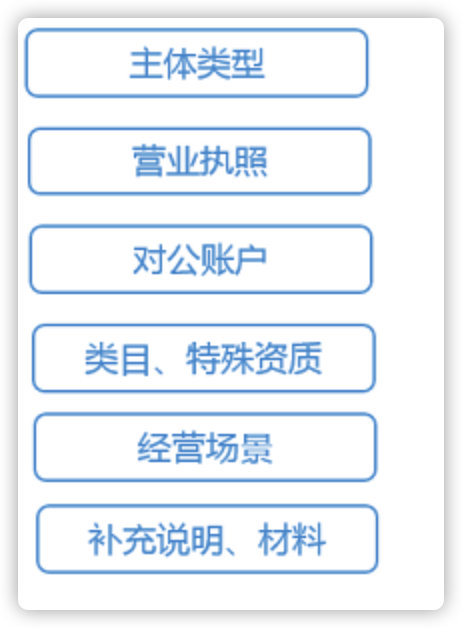 主体类型
营业执照
对公账户
类目、特殊资质
经营场景
补充说明、材料